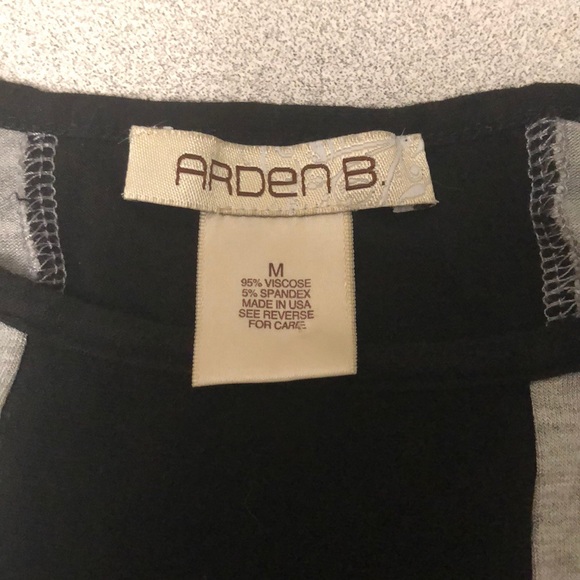 ARDEN B.
M
95% VISCOSE
5% SPANDEX
MADE IN USA
SEE REVERSE
FOR CARE